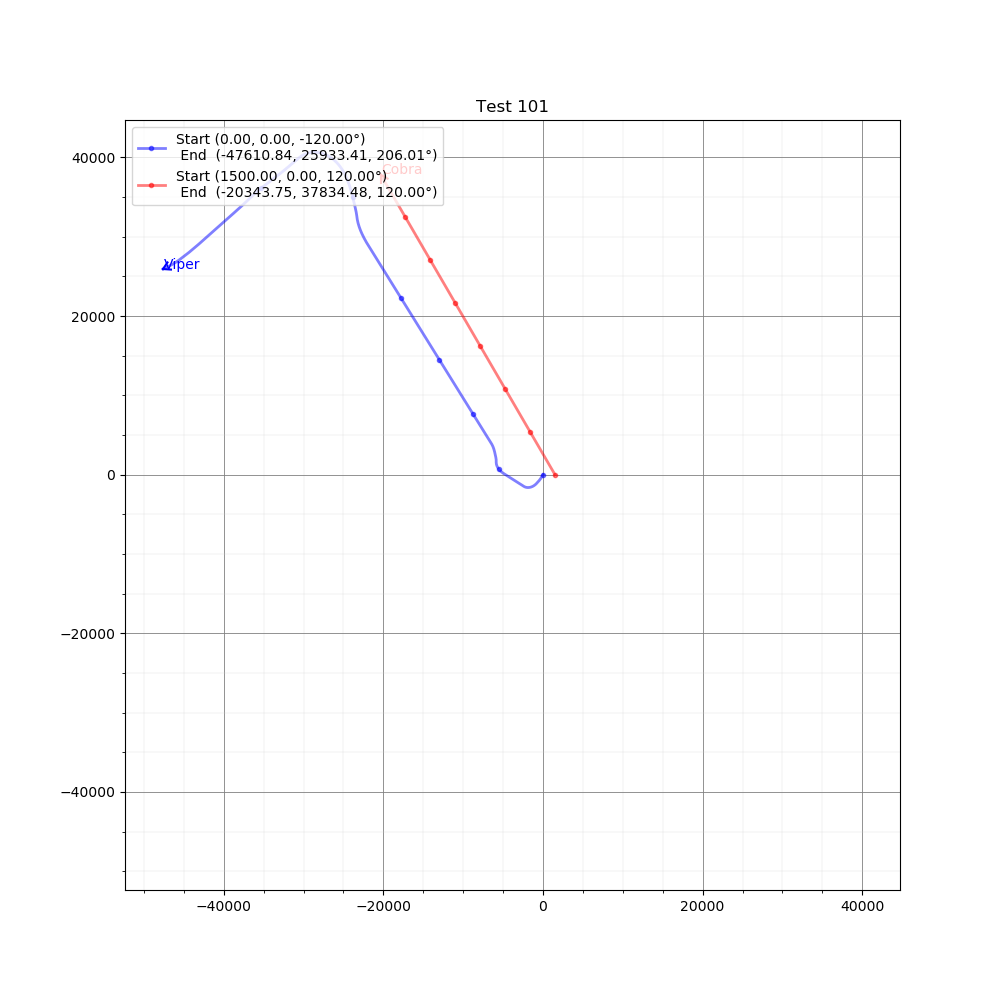 Test 101
Start (0.00, 0.00, -120.00°)
End  (-47610.84, 25933.41, 206.01°)
Start (1500.00, 0.00, 120.00°)
End  (-20343.75, 37834.48, 120.00°)
Cobra
Viper
40000
20000
0
−20000
−40000
−40000
−20000
0
20000
40000